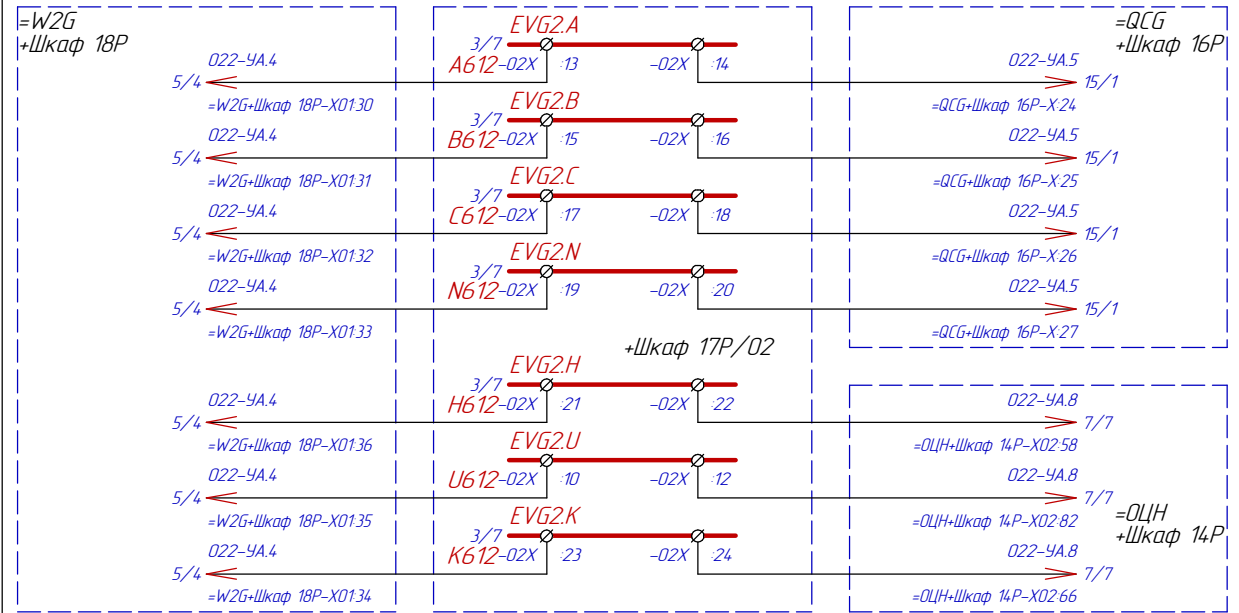 =W2G
+Шкаф 18Р
EVG2.A
=QCG
+Шкаф 16Р
3/7
022-УА.4
A612-02X :13 -02X :14
022-УА.5
5/4
15/1
=W2G+Шкаф 18Р-X01:30
EVG2.B
=QCG+Шкаф 16Р-X:24
3/7
022-УА.4
B612-02X :15 -02X :16
022-УА.5
5/4
15/1
=W2G+Шкаф 18Р-X01:31
EVG2.C
=QCG+Шкаф 16Р-X:25
3/7
022-УА.4
C612-02X :17 -02X :18
022-УА.5
5/4
15/1
=W2G+Шкаф 18Р-X01:32
EVG2.N
=QCG+Шкаф 16Р-X:26
3/7
022-УА.4
N612-02X :19 -02X :20
022-УА.5
5/4
15/1
=W2G+Шкаф 18Р-X01:33
=QCG+Шкаф 16Р-X:27
+Шкаф 17Р/02
EVG2.H
3/7
022-УА.4
H612-02X :21 -02X :22
022-УА.8
5/4
7/7
=W2G+Шкаф 18Р-X01:36
EVG2.U
=ОЦН+Шкаф 14Р-X02:58
3/7
022-УА.4
U612-02X :10 -02X :12
022-УА.8
5/4
7/7
=W2G+Шкаф 18Р-X01:35
EVG2.K
=ОЦН+Шкаф 14Р-X02:82
=ОЦН
+Шкаф 14Р
3/7
022-УА.4
K612-02X :23 -02X :24
022-УА.8
5/4
7/7
=W2G+Шкаф 18Р-X01:34
=ОЦН+Шкаф 14Р-X02:66